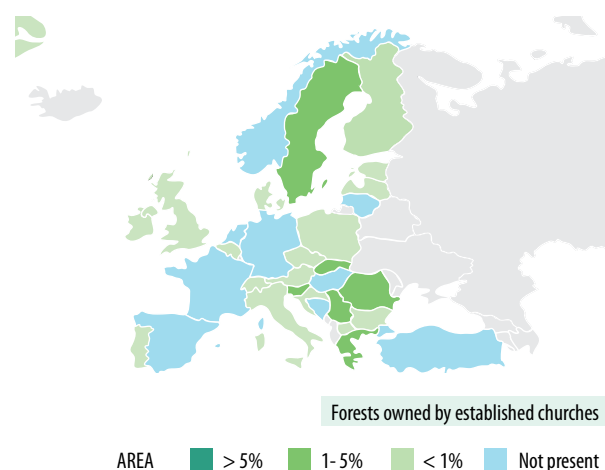 Forests owned by established churches
AREA > 5% 1- 5% < 1% Not present